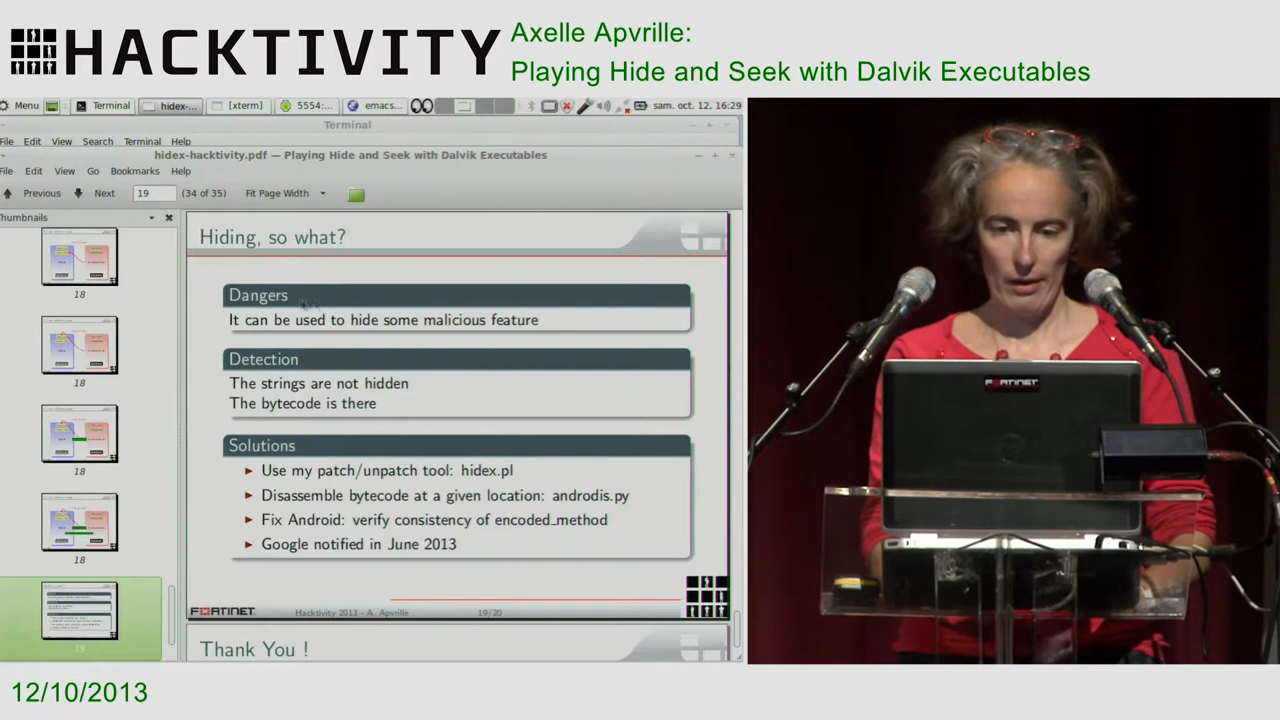 HACKTIVITY
Axelle Apvrille:
Playing Hide and Seek with Dalvik Executables
Menu Terminal hidex-... [xterm] 5554:... emacs... sam. oct. 12, 16:29
Terminal
File Edit View Search Terminal Help
hidex-hacktivity.pdf — Playing Hide and Seek with Dalvik Executables
File Edit View Go Bookmarks Help
Previous Next 19 (34 of 35) Fit Page Width
Thumbnails
18
18
18
18
19
Hiding, so what?
Dangers
It can be used to hide some malicious feature
Detection
The strings are not hidden
The bytecode is there
Solutions
► Use my patch/unpatch tool: hidex.pl
► Disassemble bytecode at a given location: androdis.py
► Fix Android: verify consistency of encoded_method
► Google notified in June 2013
FORTINET Hacktivity 2013 - A. Apvrille 19/20
Thank You !
FORTINET
12/10/2013